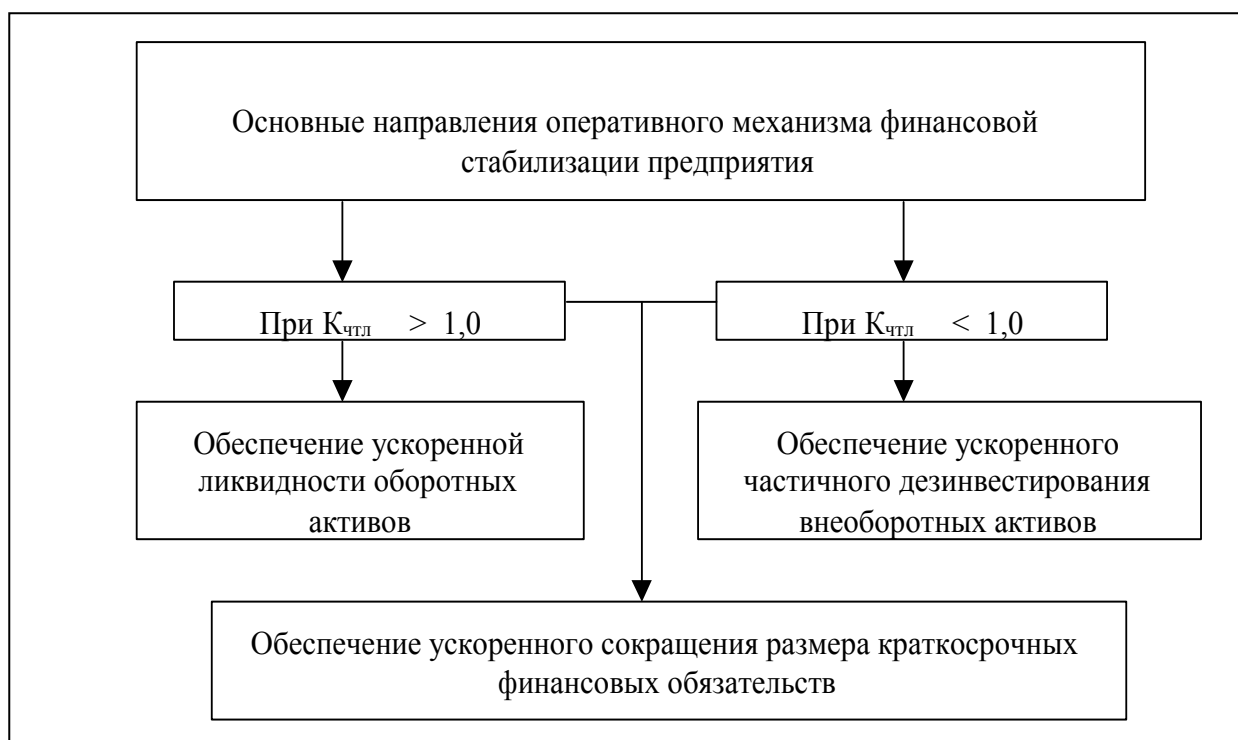 Основные направления оперативного механизма финансовой
стабилизации предприятия
При Кчтл > 1,0
При Кчтл < 1,0
Обеспечение ускоренной
ликвидности оборотных
активов
Обеспечение ускоренного
частичного дезинвестирования
внеоборотных активов
Обеспечение ускоренного сокращения размера краткосрочных
финансовых обязательств